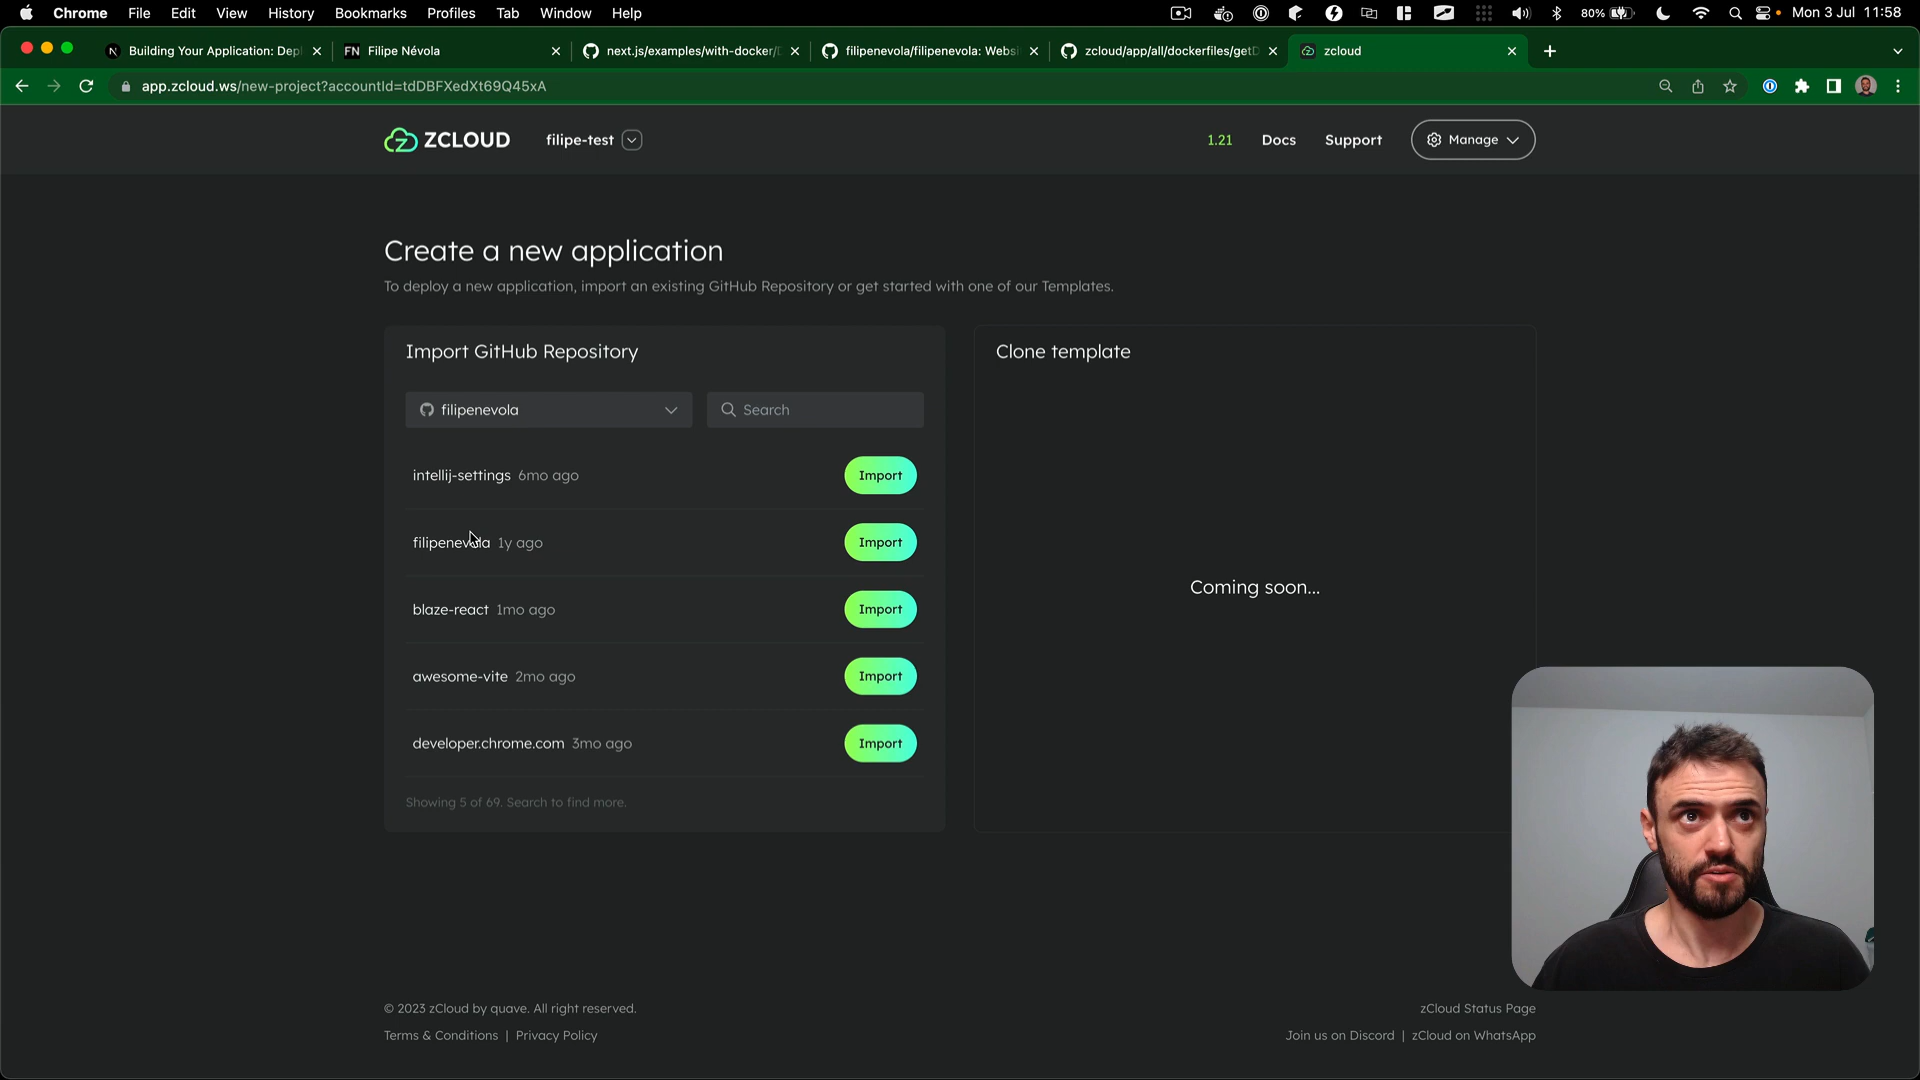 Chrome File Edit View History Bookmarks Profiles Tab Window Help 80% Mon 3 Jul 11:58
Building Your Application: Dep
FN Filipe Névola
next.js/examples/with-docker/
filipenevola/filipenevola: Websi
zcloud/app/all/dockerfiles/getD
zcloud
app.zcloud.ws/new-project?accountId=tdDBFXedXt69Q45xA
ZCLOUD filipe-test 1.21 Docs Support Manage
Create a new application
To deploy a new application, import an existing GitHub Repository or get started with one of our Templates.
Import GitHub Repository
filipenevola Search
intellij-settings 6mo ago Import
filipenevola 1y ago Import
blaze-react 1mo ago Import
awesome-vite 2mo ago Import
developer.chrome.com 3mo ago Import
Showing 5 of 69. Search to find more.
Clone template
Coming soon...
© 2023 zCloud by quave. All right reserved.
Terms & Conditions | Privacy Policy
zCloud Status Page
Join us on Discord | zCloud on WhatsApp